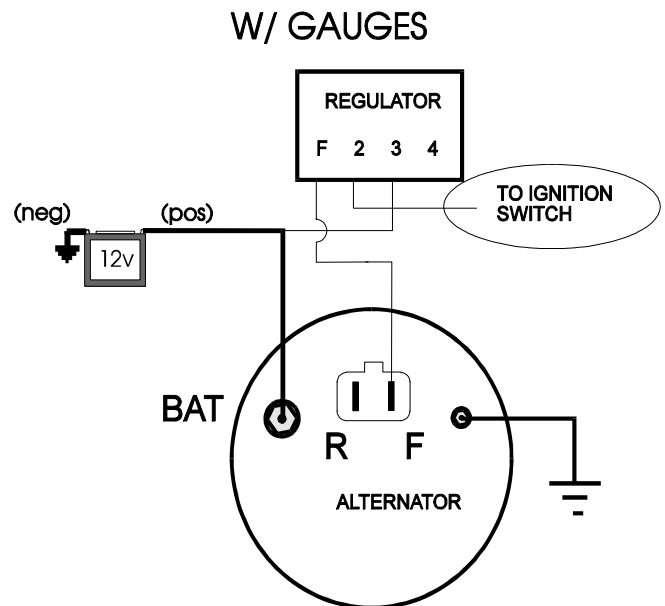 W/ GAUGES
REGULATOR
F 2 3 4
TO IGNITION
SWITCH
(neg) (pos)
12v
BAT
R F
ALTERNATOR